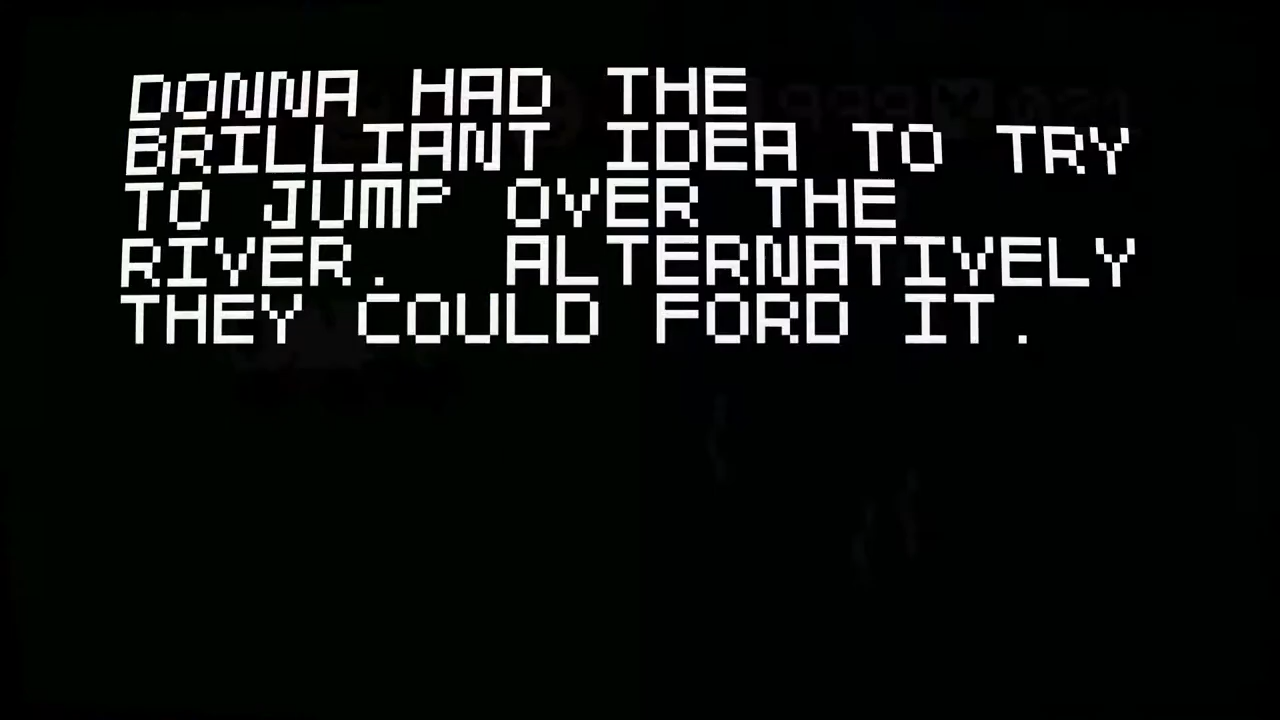 DONNA HAD THE
BRILLIANT IDEA TO TRY
TO JUMP OVER THE
RIVER.  ALTERNATIVELY
THEY COULD FORD IT.